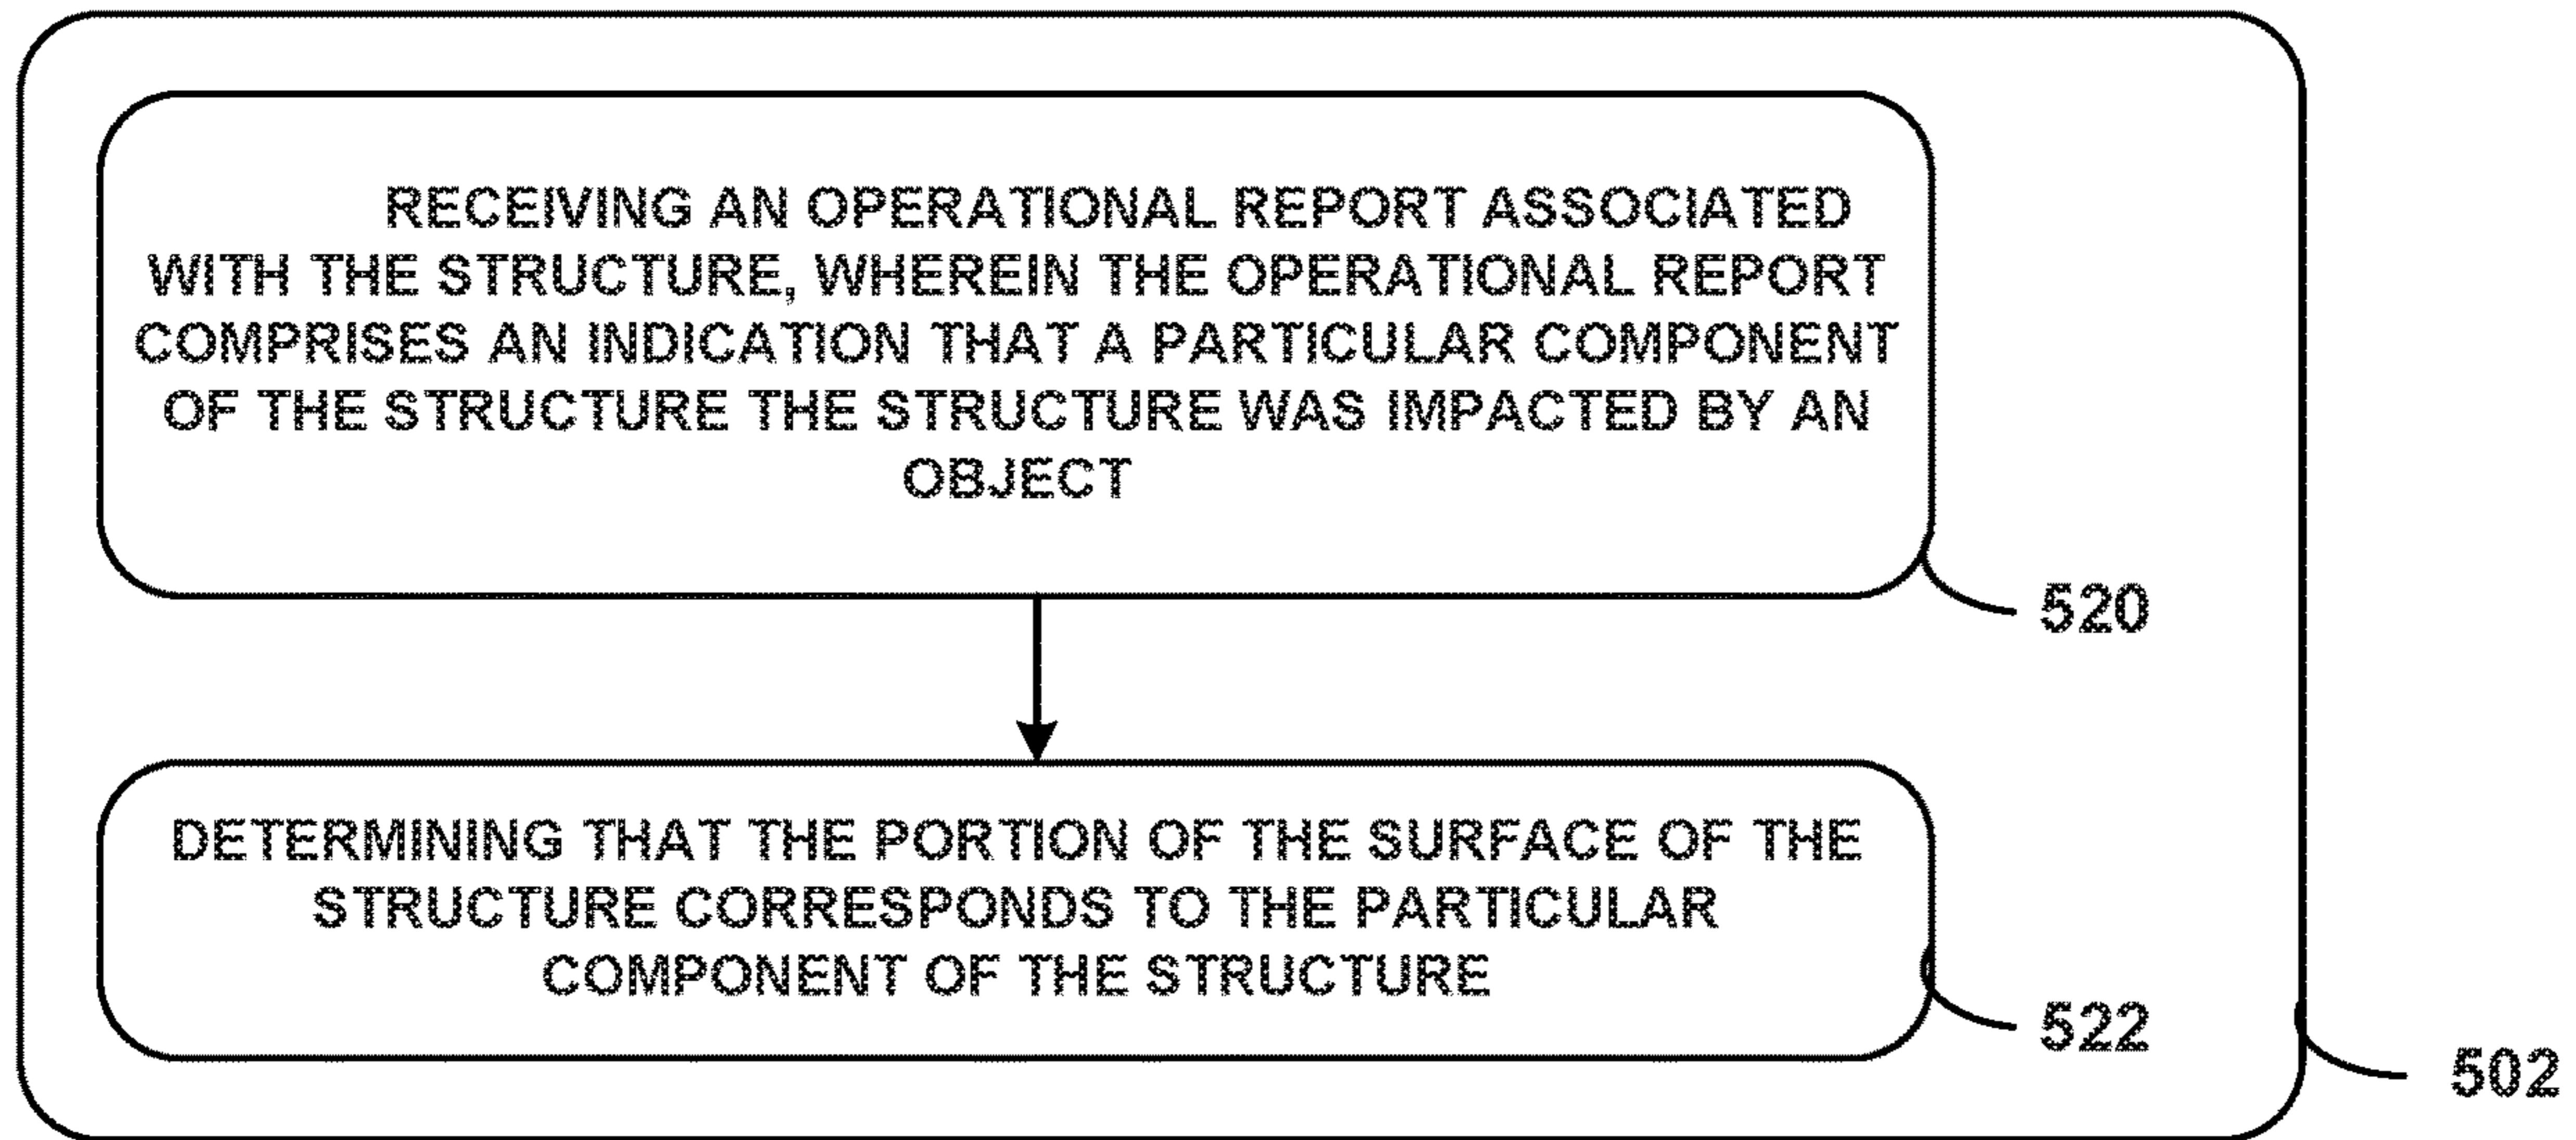 RECEIVING AN OPERATIONAL REPORT ASSOCIATED
WITH THE STRUCTURE, WHEREIN THE OPERATIONAL REPORT
COMPRISES AN INDICATION THAT A PARTICULAR COMPONENT
OF THE STRUCTURE THE STRUCTURE WAS IMPACTED BY AN
OBJECT
520
DETERMINING THAT THE PORTION OF THE SURFACE OF THE
STRUCTURE CORRESPONDS TO THE PARTICULAR
COMPONENT OF THE STRUCTURE
522
502